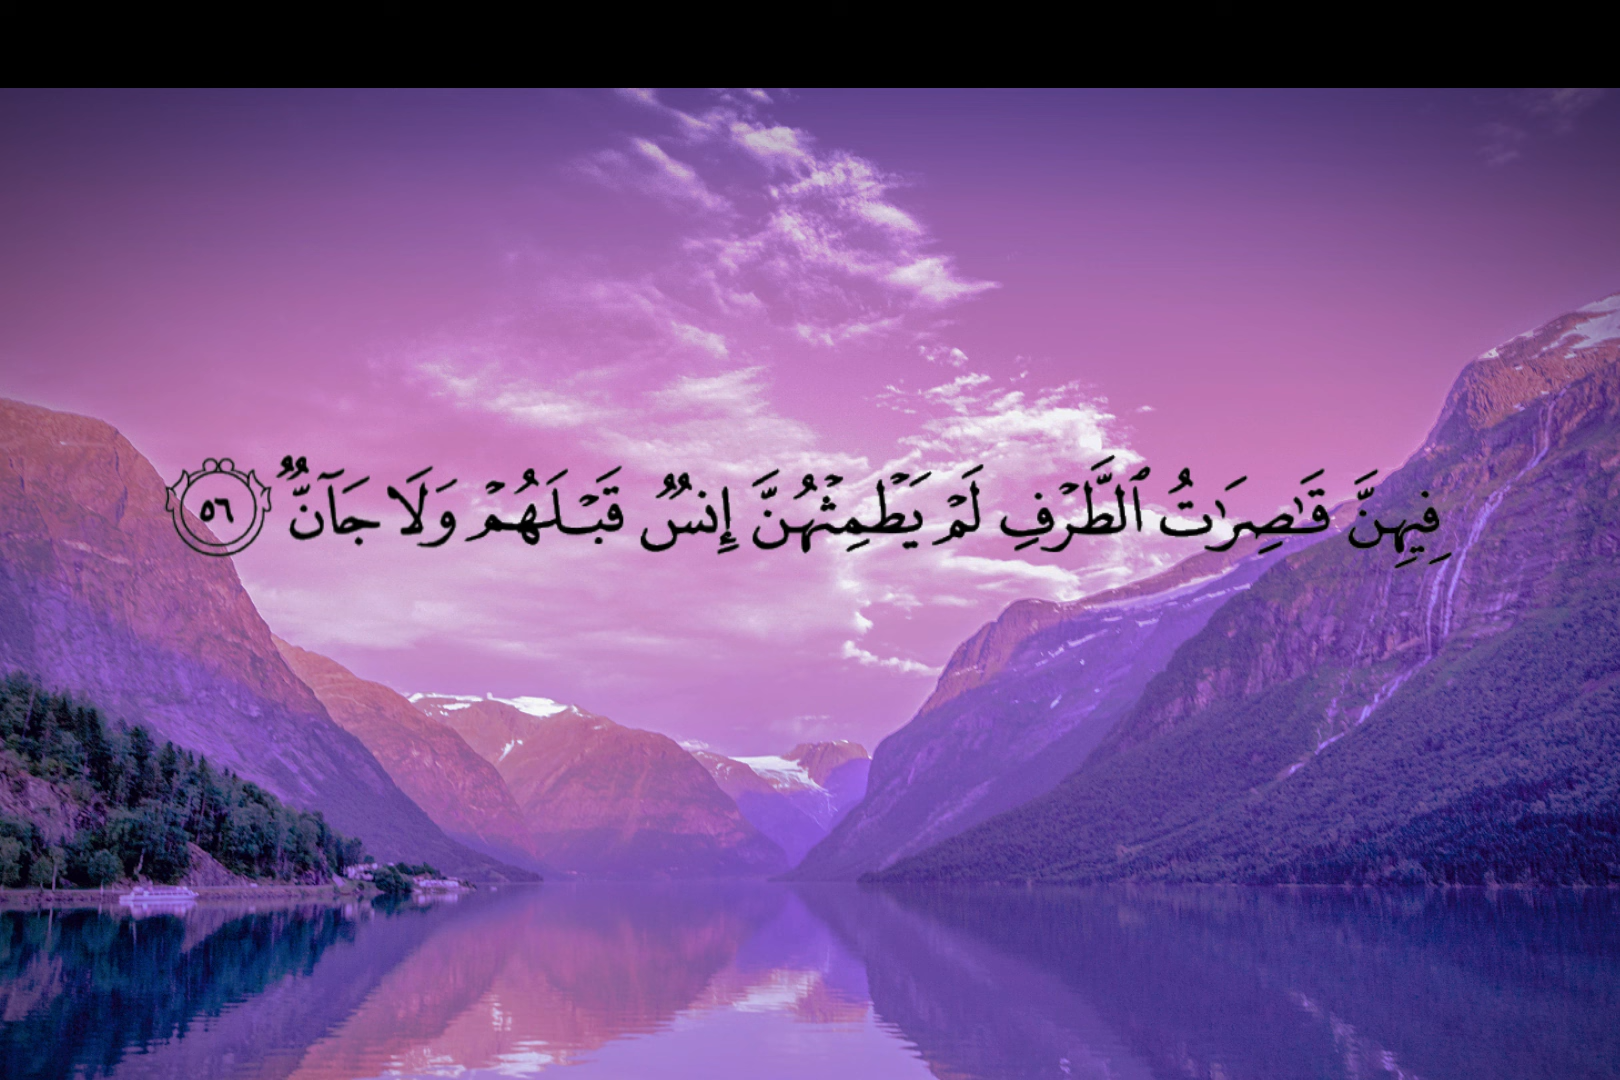 فِيهِنَّ قَٰصِرَٰتُ ٱلطَّرْفِ لَمْ يَطْمِثْهُنَّ إِنسٌ قَبْلَهُمْ وَلَا جَآنٌّ ٥٦